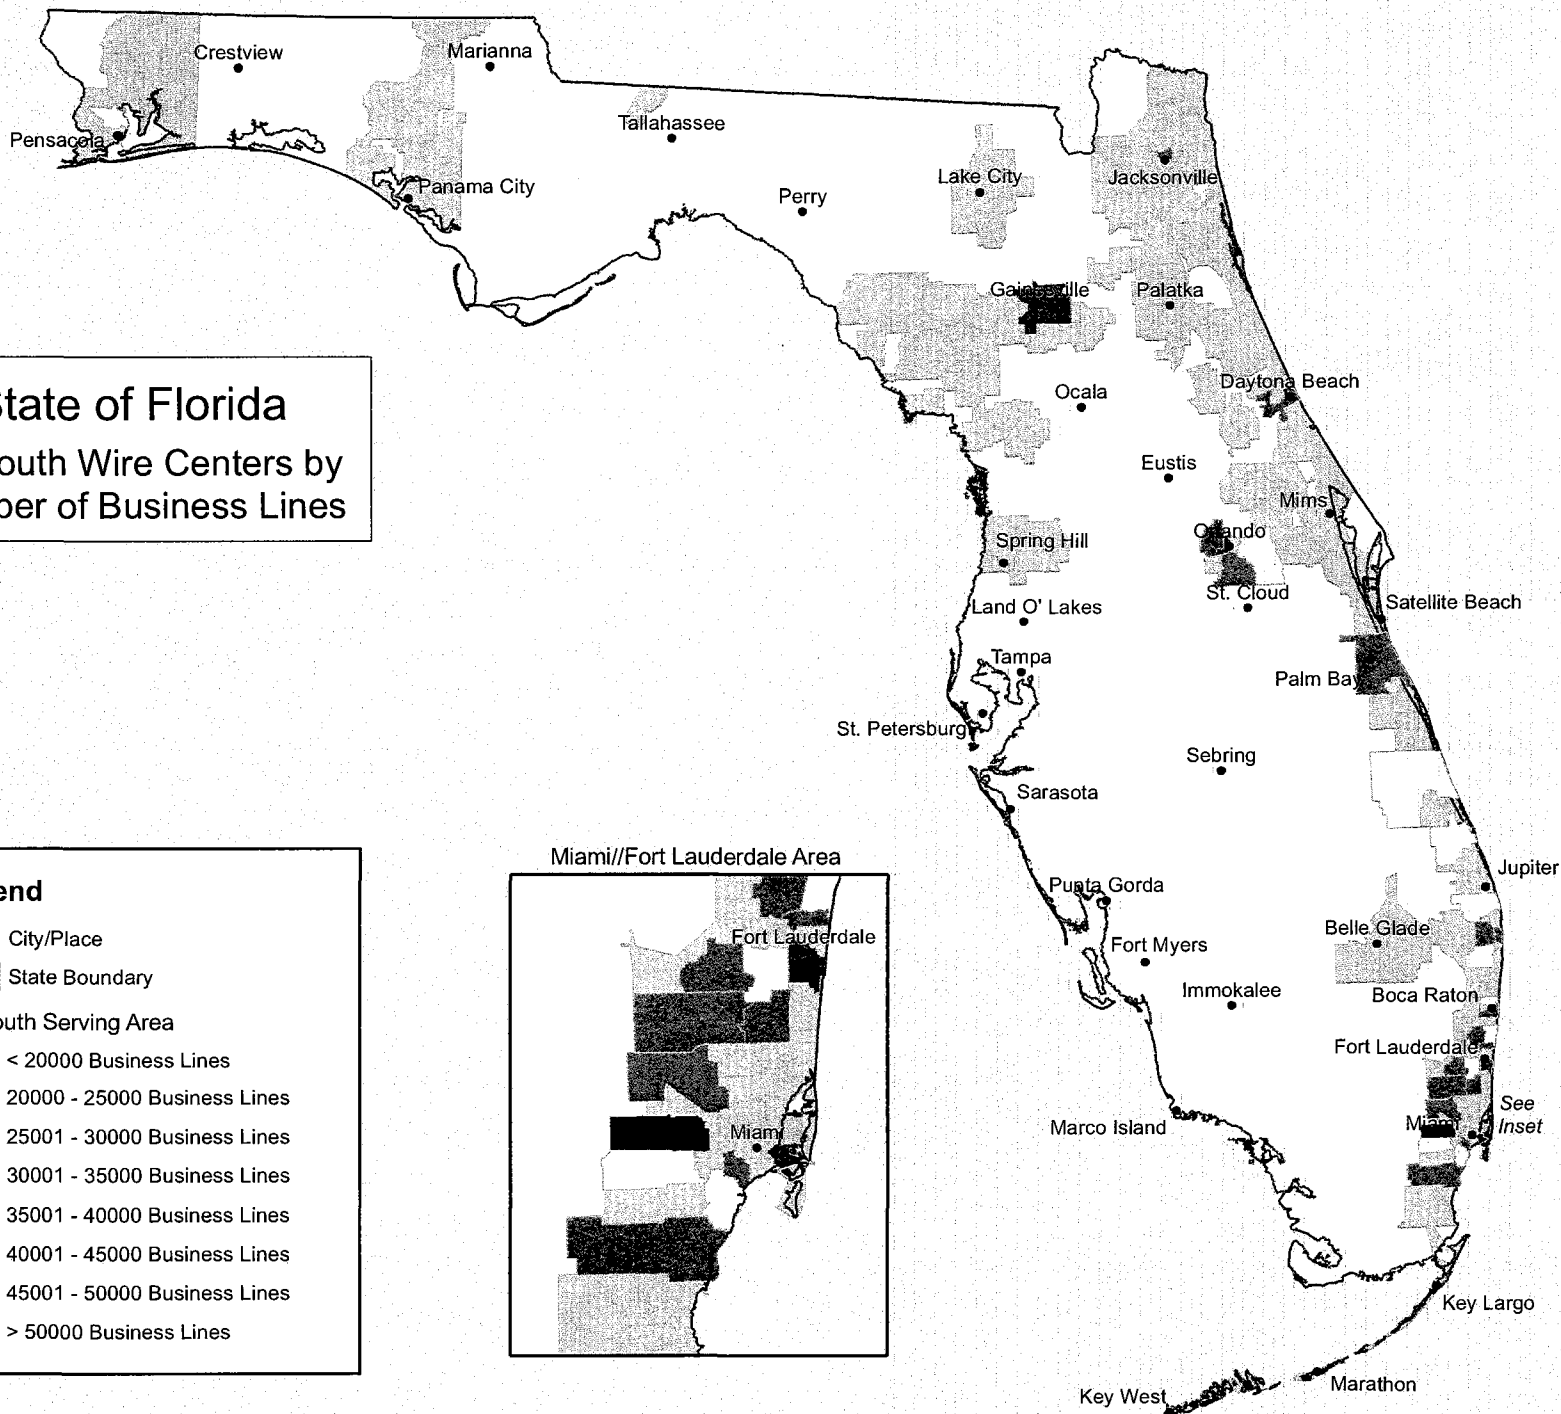 Crestview
Marianna
Pensacola
Tallahassee
Panama City
Perry
Lake City
Jacksonville
Gainesville
Palatka
State of Florida
outh Wire Centers by
ber of Business Lines
Ocala
Daytona Beach
Eustis
Mims
Orlando
Spring Hill
St. Cloud
Satellite Beach
Land O' Lakes
Tampa
Palm Bay
St. Petersburg
Sebring
Sarasota
Jupiter
Punta Gorda
Belle Glade
Fort Myers
Immokalee
Boca Raton
Fort Lauderdale
See
Inset
Miami
Marco Island
Key Largo
Marathon
Key West
Miami//Fort Lauderdale Area
Fort Lauderdale
Miami
end
City/Place
State Boundary
outh Serving Area
< 20000 Business Lines
20000 - 25000 Business Lines
25001 - 30000 Business Lines
30001 - 35000 Business Lines
35001 - 40000 Business Lines
40001 - 45000 Business Lines
45001 - 50000 Business Lines
> 50000 Business Lines